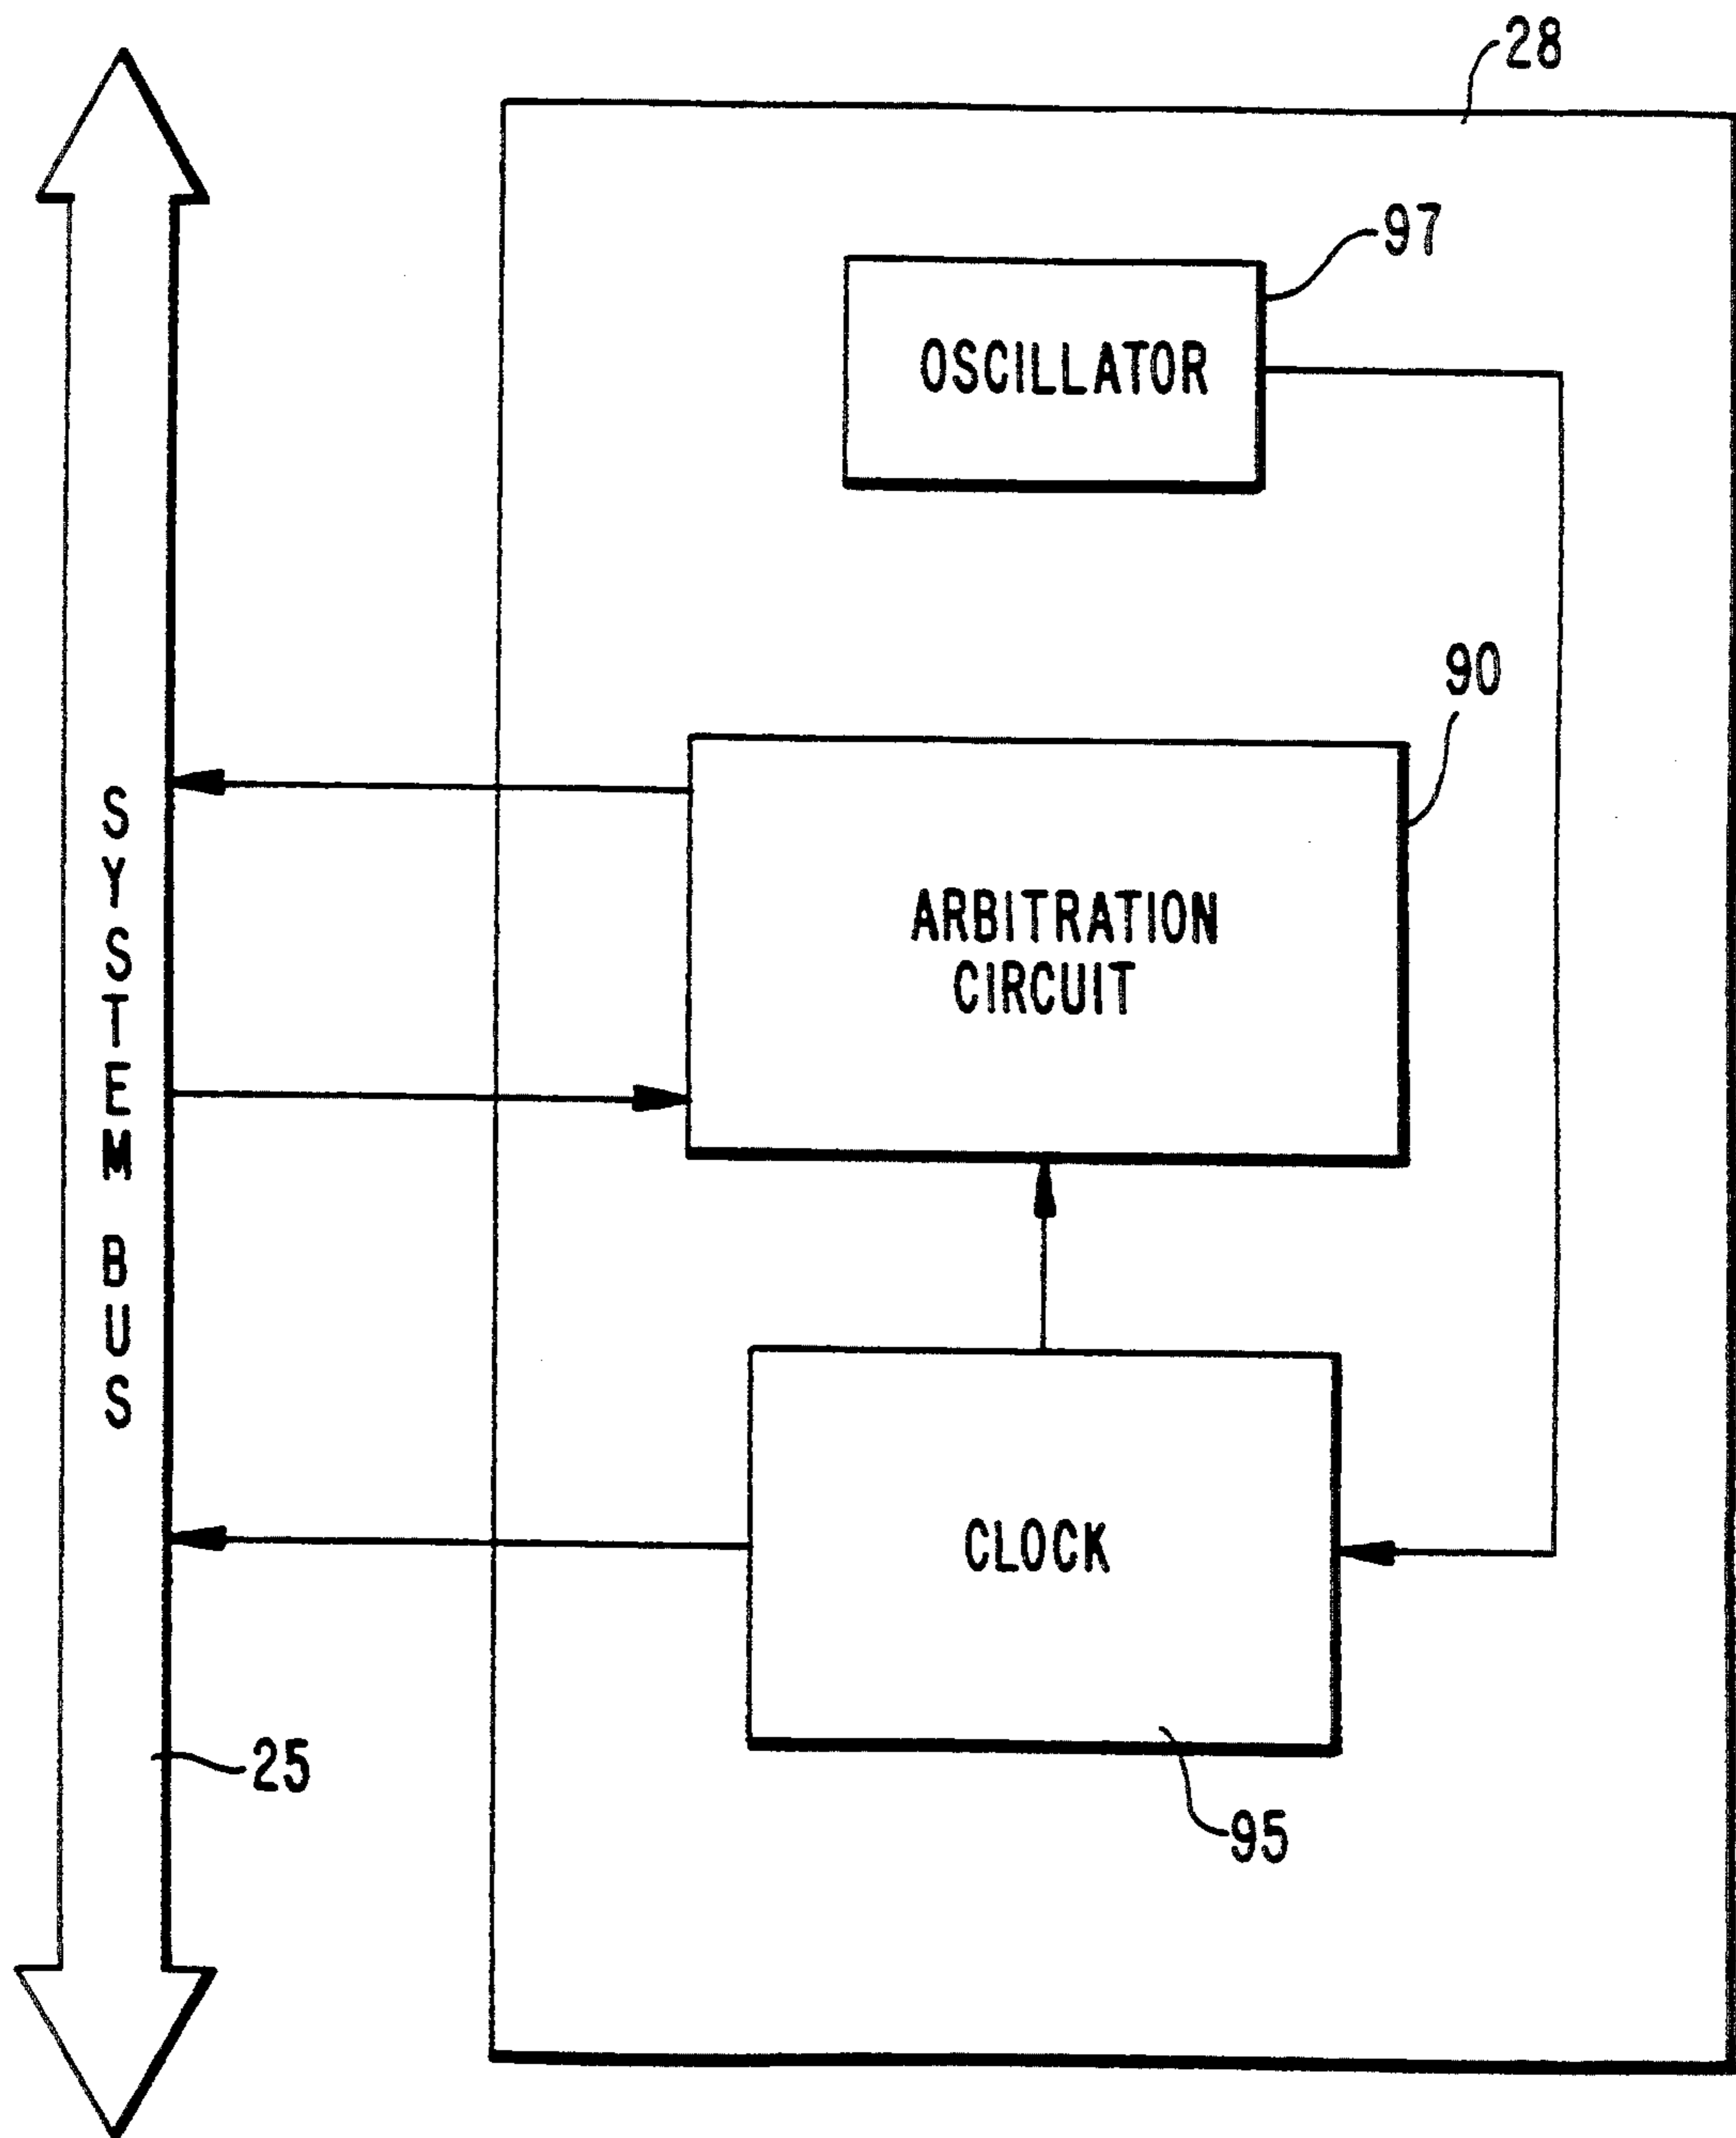 28
97
OSCILLATOR
90
ARBITRATION
CIRCUIT
SYSTEM BUS
CLOCK
25
95